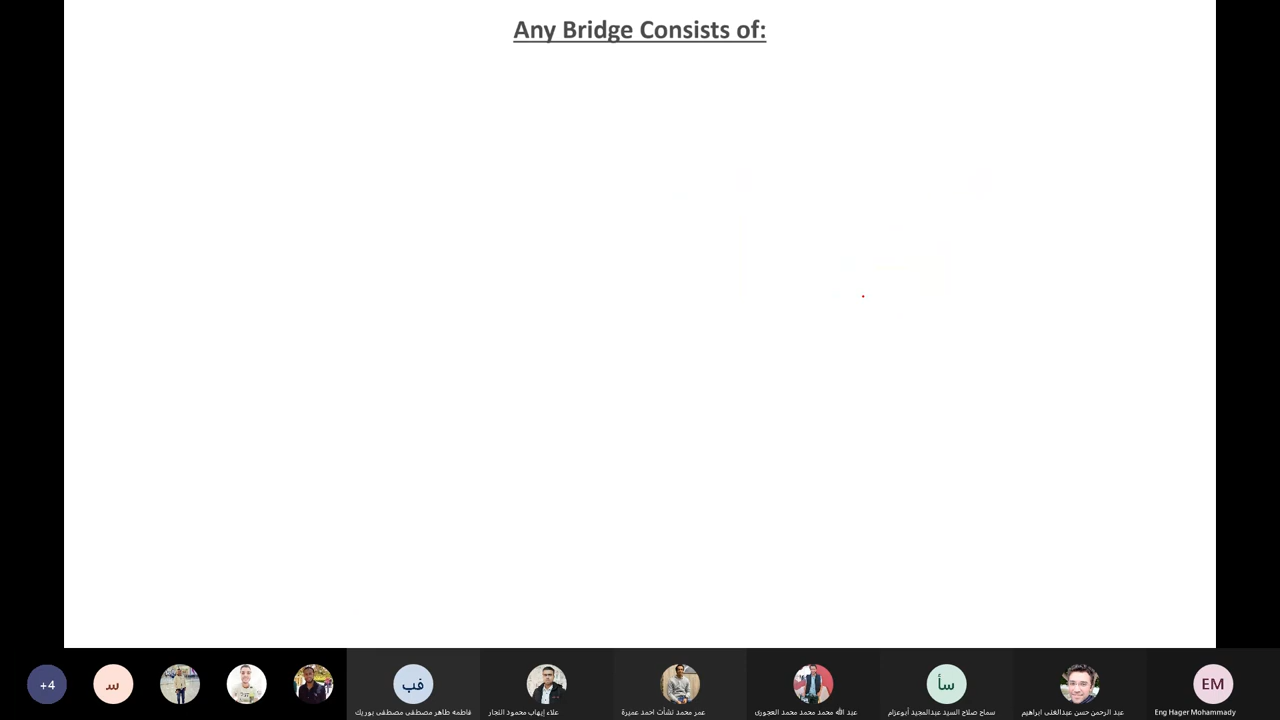 Any Bridge Consists of:
+4
س
فب
سأ
EM
فاطمه طاهر مصطفى مصطفى بوريك
علاء إيهاب محمود النجار
عمر محمد نشأت احمد عميرة
عبد الله محمد محمد محمد العجوري
سماح صلاح السيد عبدالمجيد أبوعزام
عبد الرحمن حسن عبدالغنى ابراهيم
Eng Hager Mohammady